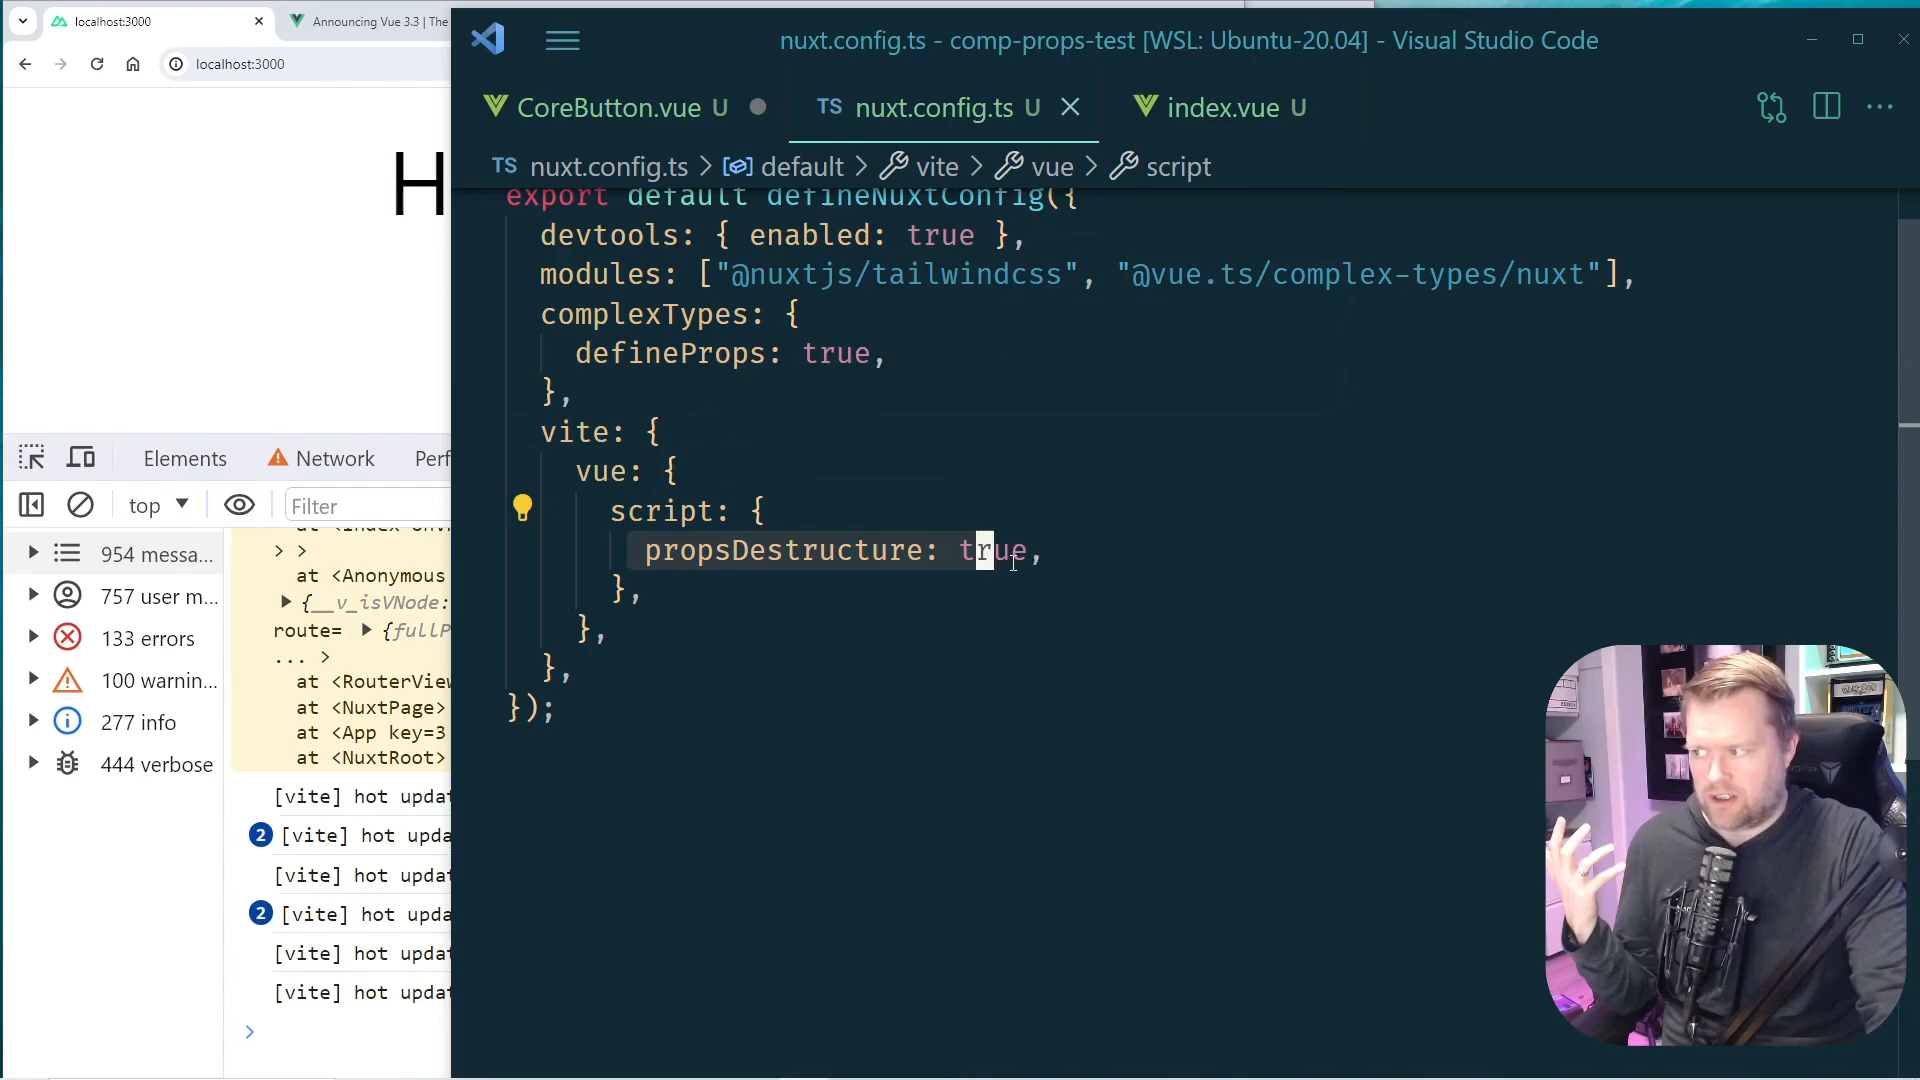 localhost:3000
Announcing Vue 3.3 | The
localhost:3000
H
Elements
Network
Perf
top
Filter
954 messa...
757 user m...
133 errors
100 warnin...
277 info
444 verbose
> >
at <Anonymous
{__v_isVNode:
route= {fullP
... >
at <RouterView
at <NuxtPage>
at <App key=3
at <NuxtRoot>
[vite] hot updat
2 [vite] hot upda
[vite] hot updat
2 [vite] hot upda
[vite] hot updat
[vite] hot updat
>
nuxt.config.ts - comp-props-test [WSL: Ubuntu-20.04] - Visual Studio Code
CoreButton.vue U
TS nuxt.config.ts U
index.vue U
TS nuxt.config.ts > default > vite > vue > script
export default defineNuxtConfig({
devtools: { enabled: true },
modules: ["@nuxtjs/tailwindcss", "@vue.ts/complex-types/nuxt"],
complexTypes: {
defineProps: true,
},
vite: {
vue: {
script: {
propsDestructure: true,
},
},
},
});